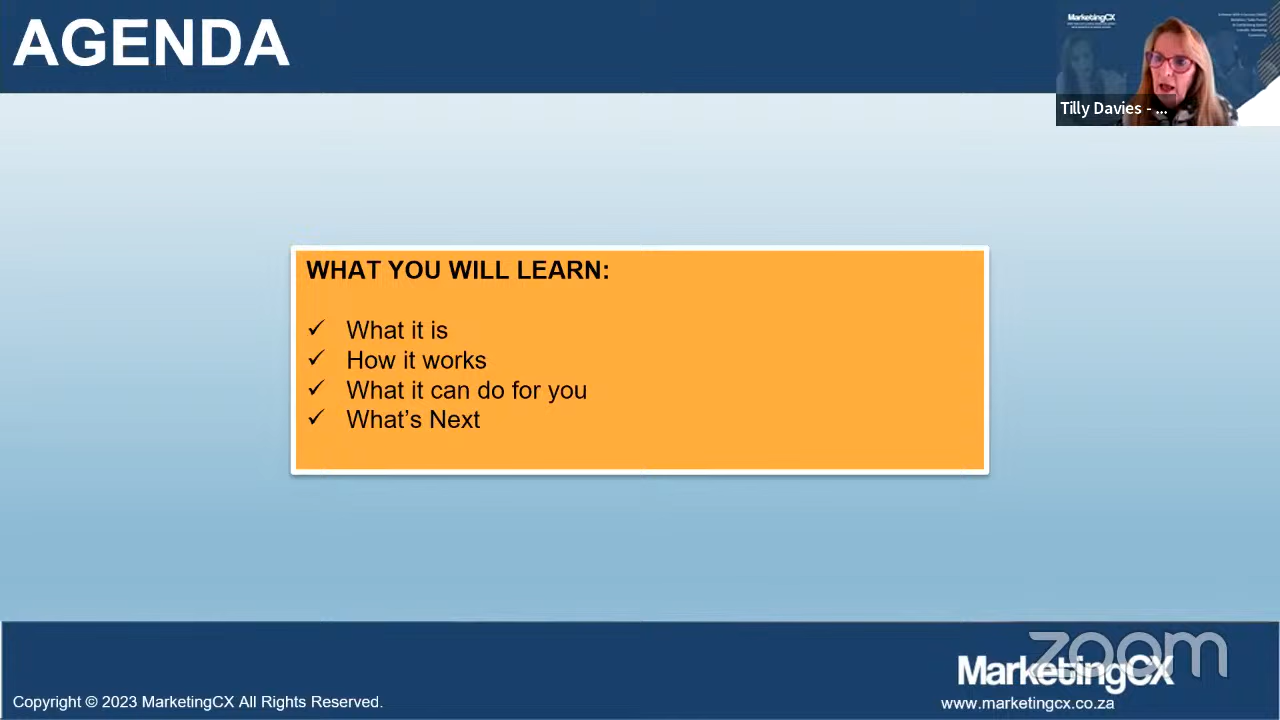 AGENDA
MarketingCX
Tilly Davies - ...
WHAT YOU WILL LEARN:
✓ What it is
✓ How it works
✓ What it can do for you
✓ What's Next
zoom
MarketingCX
Copyright © 2023 MarketingCX All Rights Reserved.
www.marketingcx.co.za